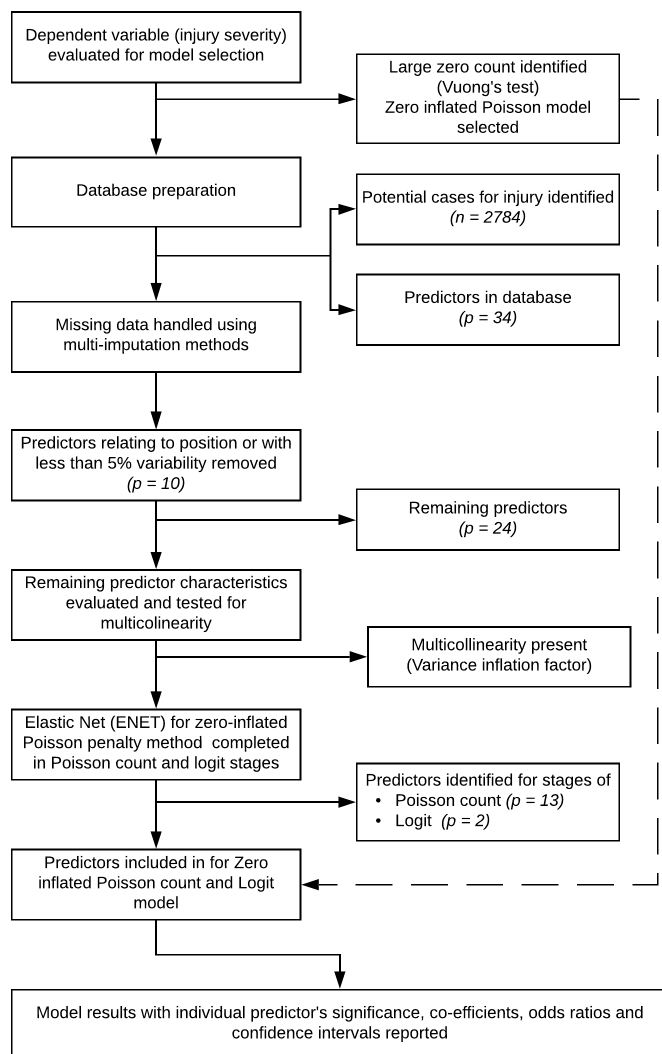 Dependent variable (injury severity)
evaluated for model selection
Large zero count identified
(Vuong's test)
Zero inflated Poisson model
selected
Database preparation
Potential cases for injury identified
(n = 2784)
Predictors in database
(p = 34)
Missing data handled using
multi-imputation methods
Predictors relating to position or with
less than 5% variability removed
(p = 10)
Remaining predictors
(p = 24)
Remaining predictor characteristics
evaluated and tested for
multicolinearity
Multicollinearity present
(Variance inflation factor)
Elastic Net (ENET) for zero-inflated
Poisson penalty method completed
in Poisson count and logit stages
Predictors identified for stages of
• Poisson count (p = 13)
• Logit (p = 2)
Predictors included in for Zero
inflated Poisson count and Logit
model
Model results with individual predictor's significance, co-efficients, odds ratios and
confidence intervals reported